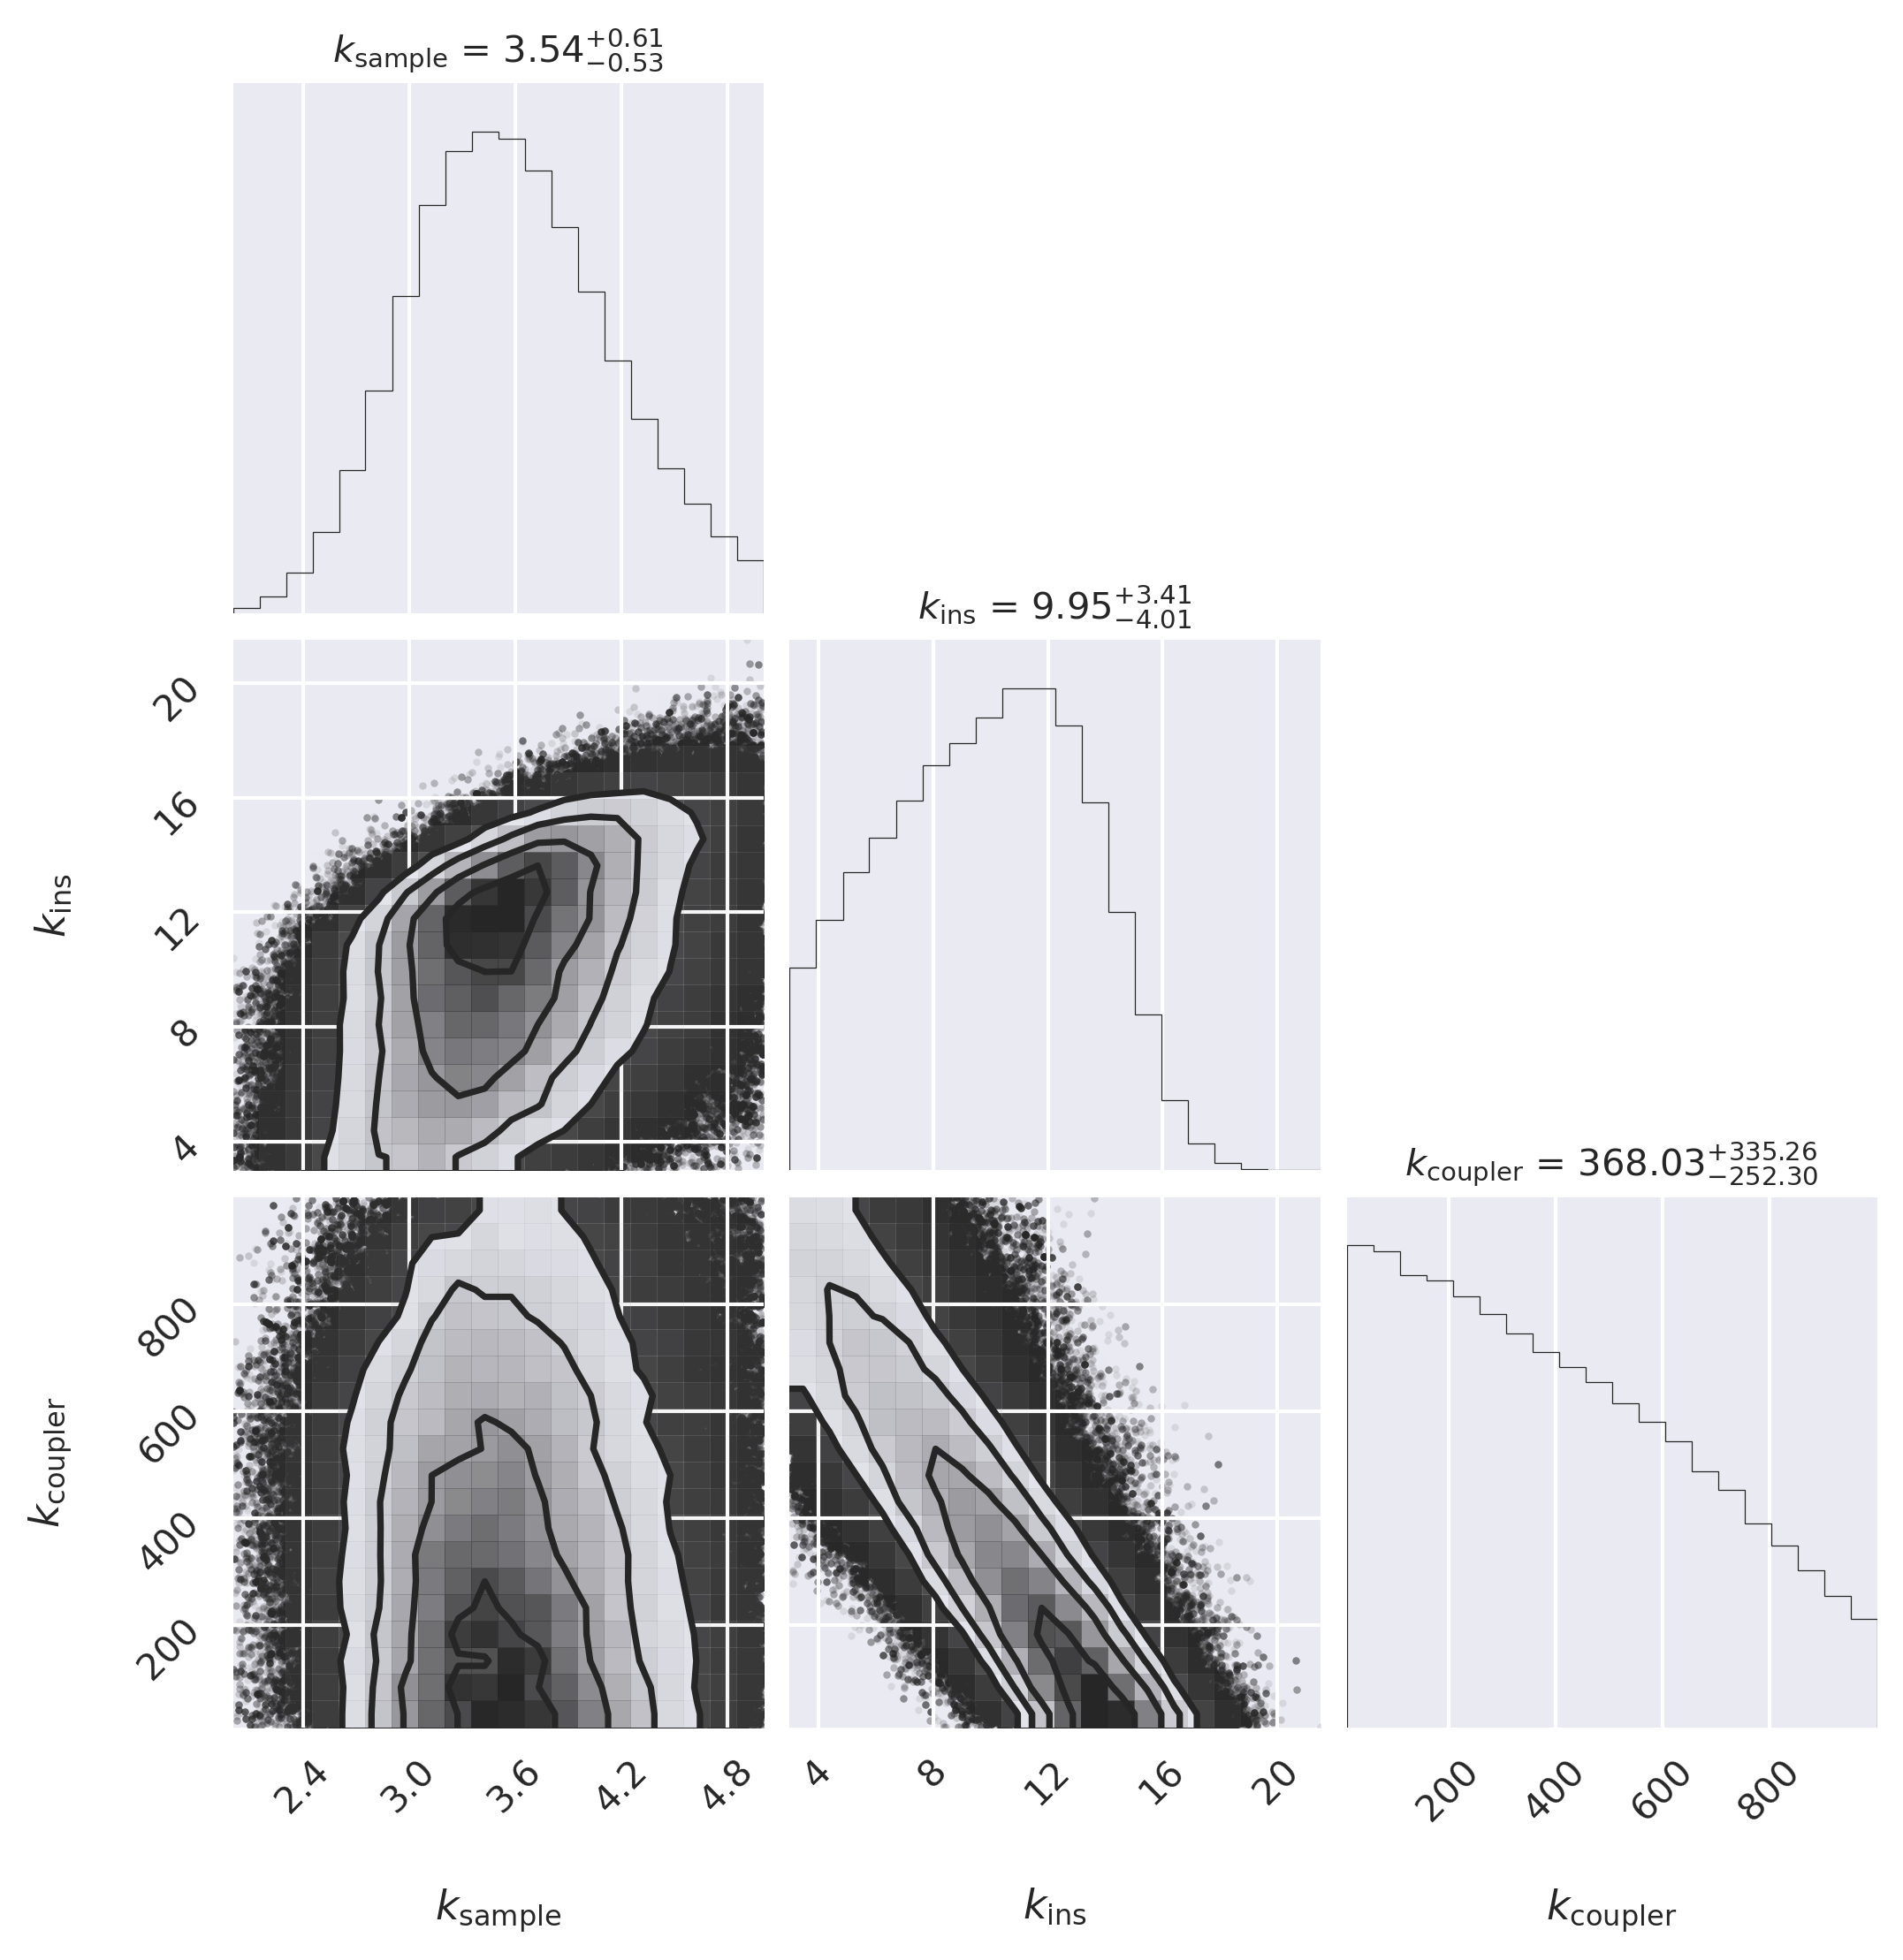 k_sample = 3.54 +0.61 −0.53
k_ins = 9.95 +3.41 −4.01
20
16
12
8
4
k_ins
k_coupler = 368.03 +335.26 −252.30
800
600
400
200
k_coupler
2.4 3.0 3.6 4.2 4.8 4 8 12 16 20 200 400 600 800
k_sample k_ins k_coupler